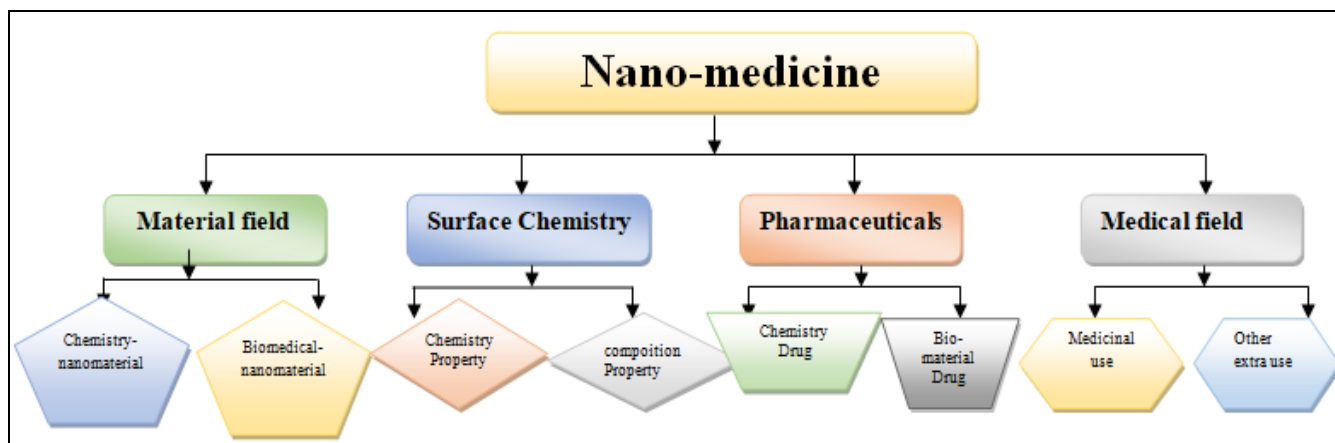 Nano-medicine
Material field
Surface Chemistry
Pharmaceuticals
Medical field
Chemistry-
nanomaterial
Biomedical-
nanomaterial
Chemistry
Property
compoition
Property
Chemistry
Drug
Bio-
material
Drug
Medicinal
use
Other
extra use